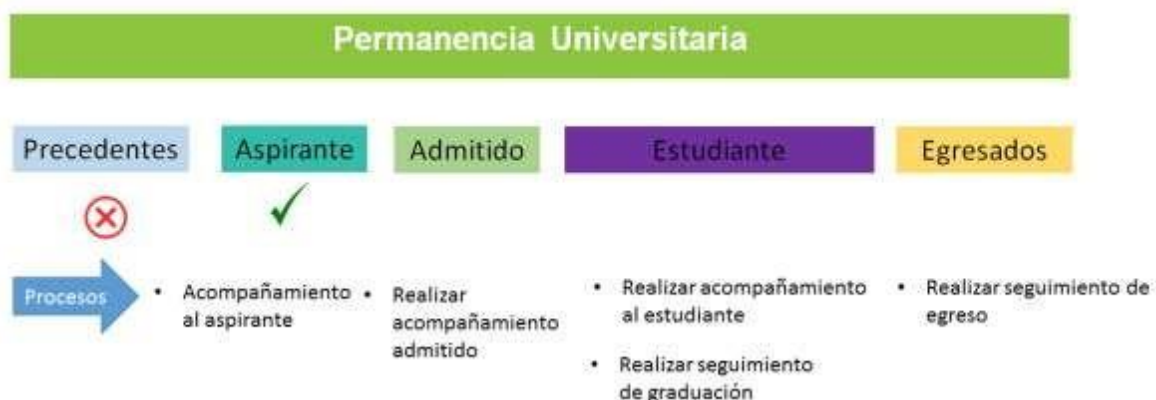 Permanencia Universitaria
Precedentes
Aspirante
Admitido
Estudiante
Egresados
Procesos
• Acompañamiento
al aspirante
• Realizar
acompañamiento
admitido
• Realizar acompañamiento
al estudiante
• Realizar seguimiento
de graduación
• Realizar seguimiento de
egreso